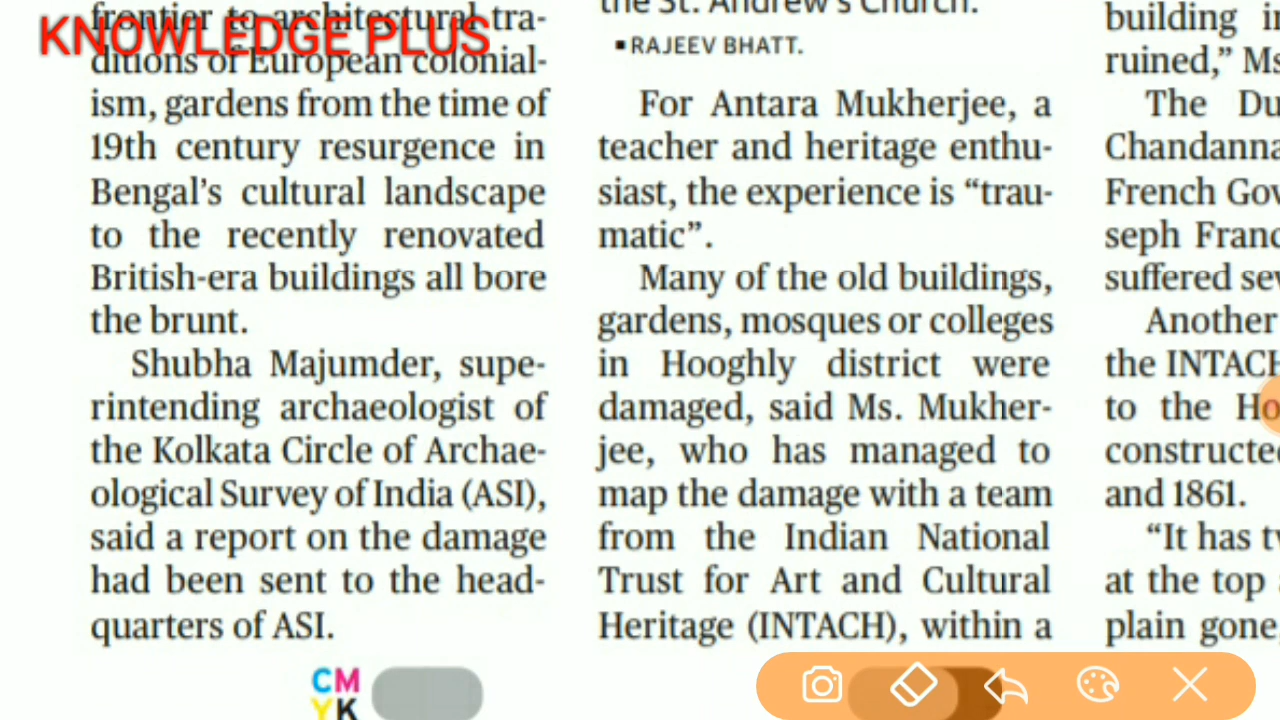 KNOWLEDGE PLUS
frontier to architectural tra-
ditions of European colonial-
ism, gardens from the time of
19th century resurgence in
Bengal's cultural landscape
to the recently renovated
British-era buildings all bore
the brunt.
Shubha Majumder, supe-
rintending archaeologist of
the Kolkata Circle of Archae-
ological Survey of India (ASI),
said a report on the damage
had been sent to the head-
quarters of ASI.
CM
YK
the St. Andrew's Church.
▪RAJEEV BHATT.
For Antara Mukherjee, a
teacher and heritage enthu-
siast, the experience is “trau-
matic”.
Many of the old buildings,
gardens, mosques or colleges
in Hooghly district were
damaged, said Ms. Mukher-
jee, who has managed to
map the damage with a team
from the Indian National
Trust for Art and Cultural
Heritage (INTACH), within a
building
ruined,” Ms
The Du
Chandanna
French Gov
seph Franc
suffered sev
Another
the INTACH
to the Ho
constructed
and 1861.
“It has tw
at the top
plain gone,